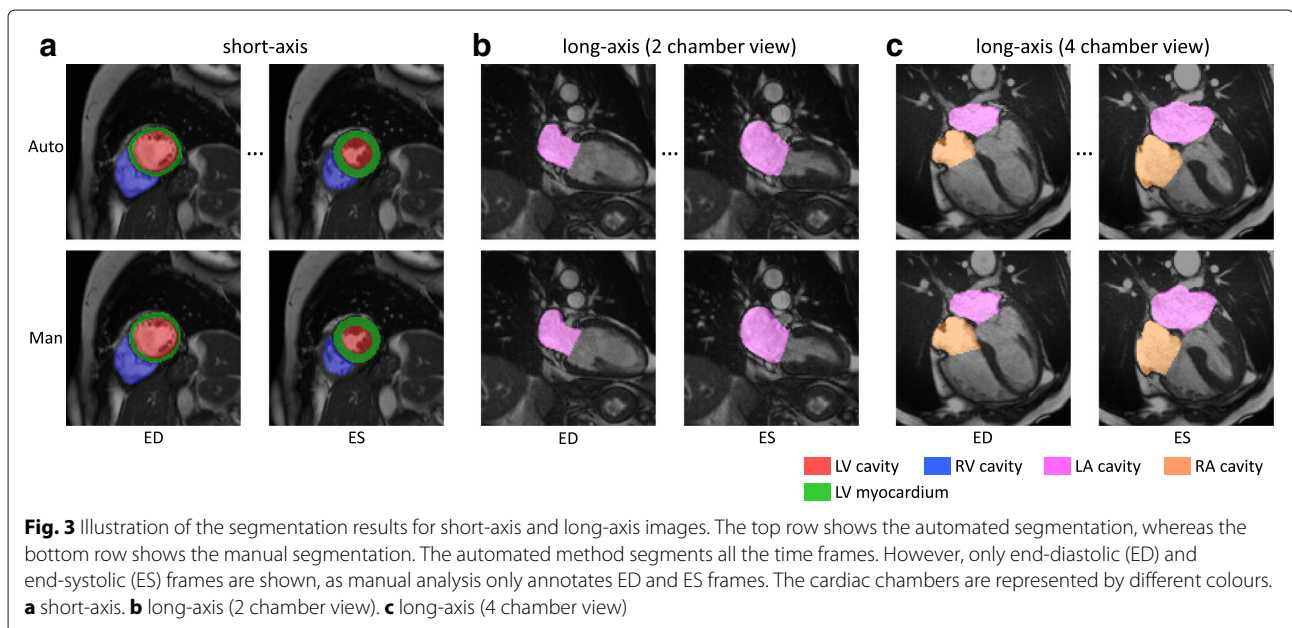 a short-axis
b long-axis (2 chamber view)
c long-axis (4 chamber view)
Auto
...
...
...
Man
ED
ES
ED
ES
ED
ES
LV cavity
RV cavity
LA cavity
RA cavity
LV myocardium
Fig. 3 Illustration of the segmentation results for short-axis and long-axis images. The top row shows the automated segmentation, whereas the
bottom row shows the manual segmentation. The automated method segments all the time frames. However, only end-diastolic (ED) and
end-systolic (ES) frames are shown, as manual analysis only annotates ED and ES frames. The cardiac chambers are represented by different colours.
a short-axis. b long-axis (2 chamber view). c long-axis (4 chamber view)